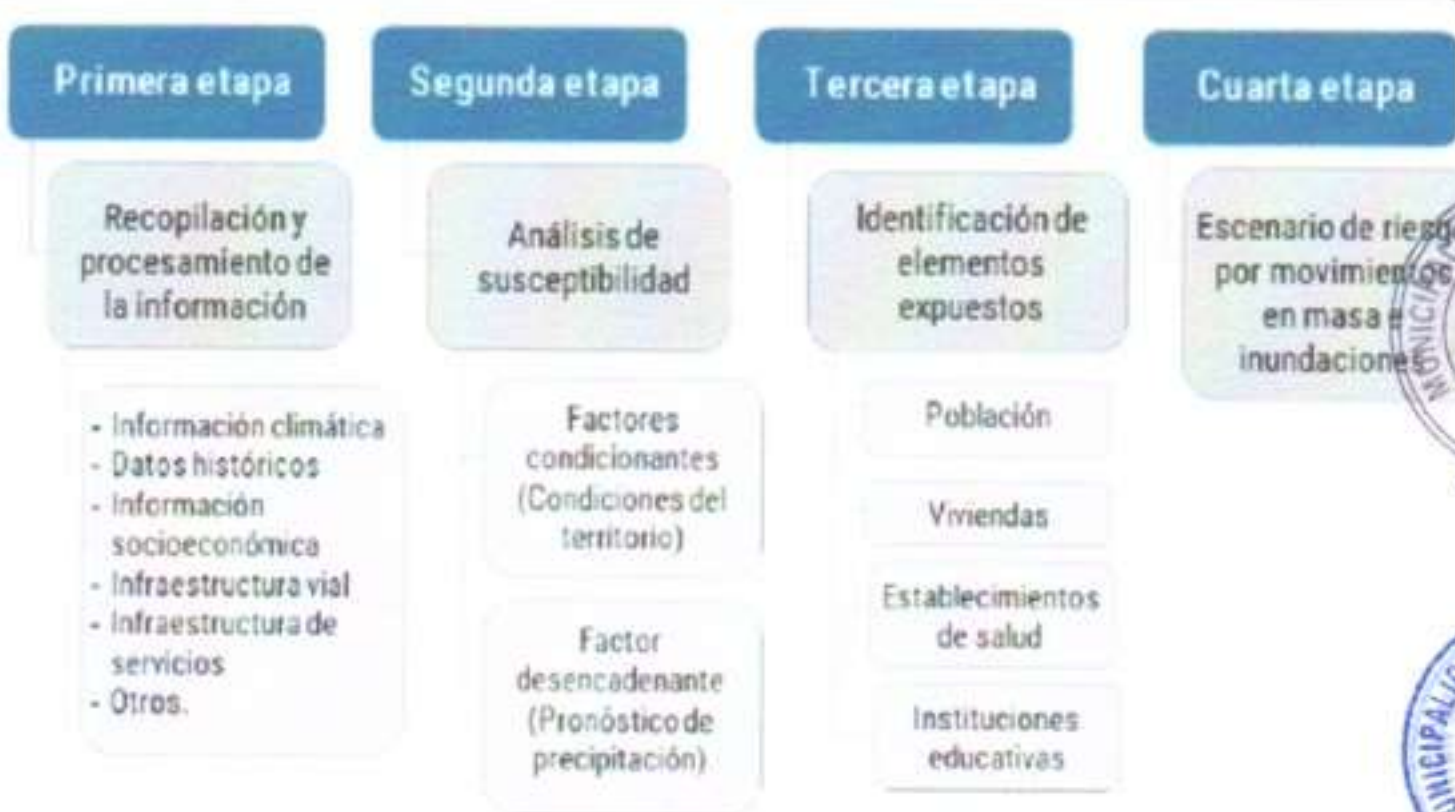 Primera etapa
Recopilación y
procesamiento de
la información
- Información climática
- Datos históricos
- Información
socioeconómica
- Infraestructura vial
- Infraestructura de
servicios
- Otros.
Segunda etapa
Análisis de
susceptibilidad
Factores
condicionantes
(Condiciones del
territorio)
Factor
desencadenante
(Pronóstico de
precipitación)
Tercera etapa
Identificación de
elementos
expuestos
Población
Viviendas
Establecimientos
de salud
Instituciones
educativas
Cuarta etapa
Escenario de riesgo
por movimientos
en masa e
inundaciones